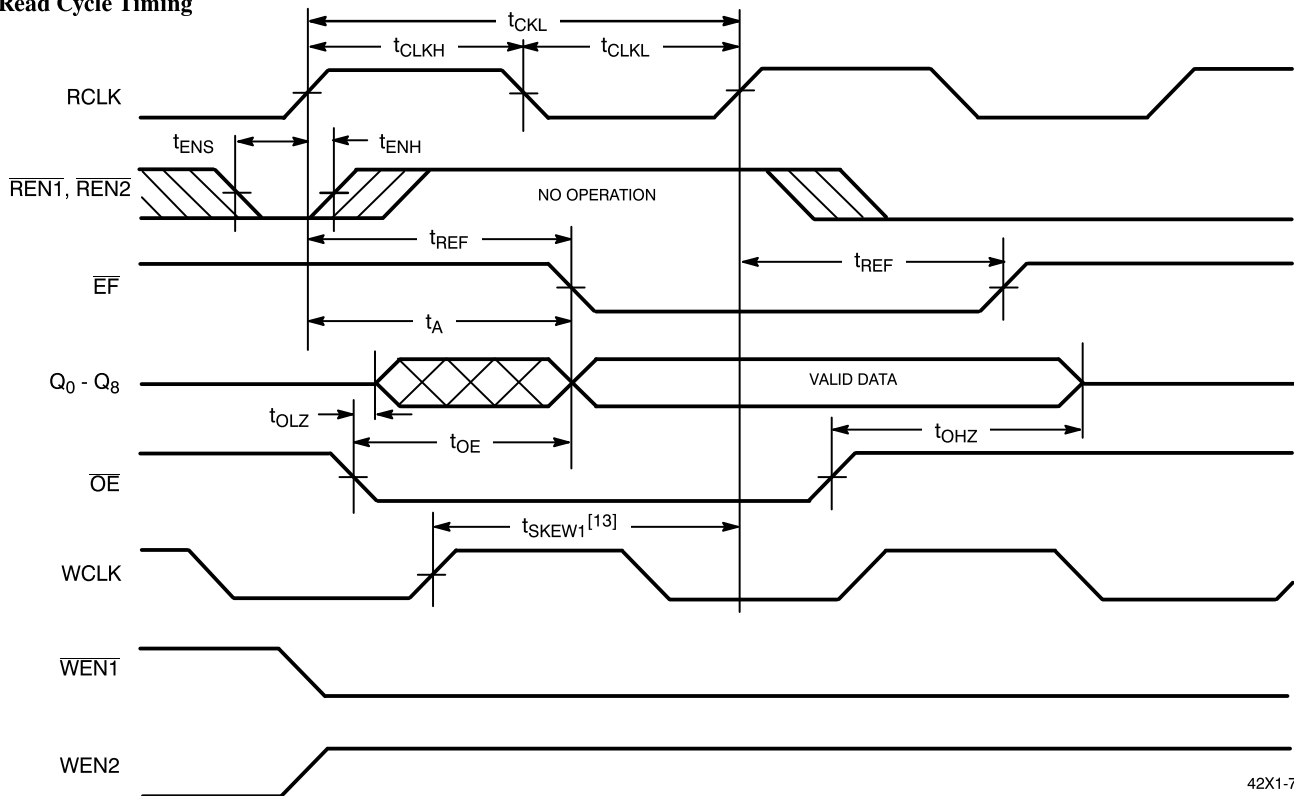 Read Cycle Timing
tCKL
tCLKH
tCLKL
RCLK
tENS
tENH
REN1, REN2
NO OPERATION
tREF
tREF
EF
tA
Q0 - Q8
VALID DATA
tOLZ
tOE
tOHZ
OE
tSKEW1[13]
WCLK
WEN1
WEN2
42X1-7